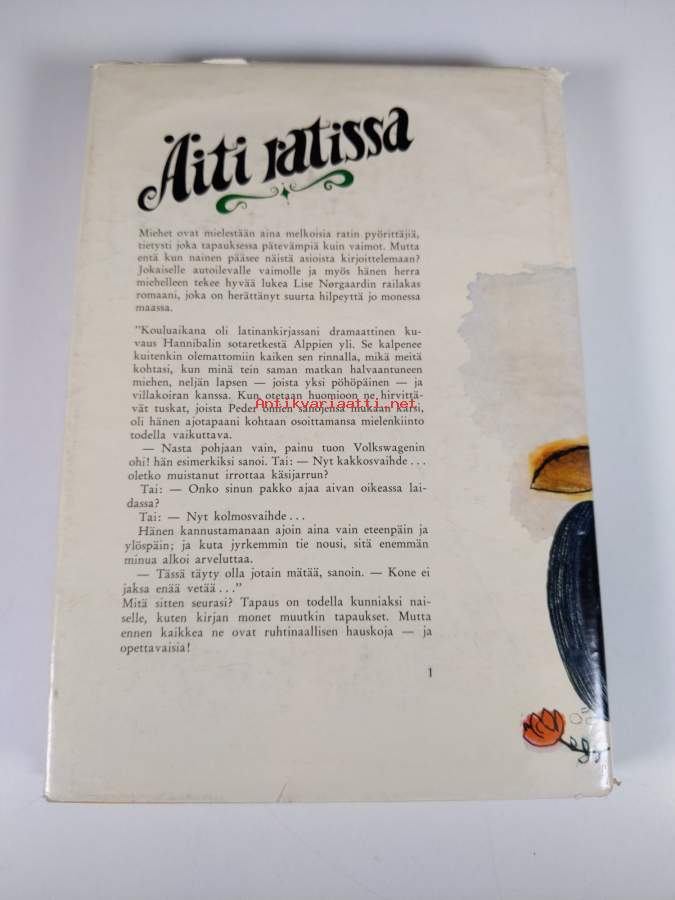 Äiti ratissa
Miehet ovat mielestään aina melkoisia ratin pyörittäjiä,
tietysti joka tapauksessa pätevämpiä kuin vaimot. Mutta
entä kun nainen pääsee näistä asioista kirjoittelemaan?
Jokaiselle autoilevalle vaimolle ja myös hänen herra
miehelleen tekee hyvää lukea Lise Nørgaardin railakas
romaani, joka on herättänyt suurta hilpeyttä jo monessa
maassa.
"Kouluaikana oli latinankirjassani dramaattinen ku-
vaus Hannibalin sotaretkestä Alppien yli. Se kalpenee
kuitenkin olemattomiin kaiken sen rinnalla, mikä meitä
kohtasi, kun minä tein saman matkan halvaantuneen
miehen, neljän lapsen — joista yksi pöhöpäinen — ja
villakoiran kanssa. Kun otetaan huomioon ne hirvittä-
vät tuskat, joista Peder omien sanojensa mukaan kärsi,
Antikvariaatti.net
oli hänen ajotapaani kohtaan osoittamansa mielenkiinto
todella vaikuttava.
— Nasta pohjaan vain, painu tuon Volkswagenin
ohi! hän esimerkiksi sanoi. Tai: — Nyt kakkosvaihde . . .
oletko muistanut irrottaa käsijarrun?
Tai: — Onko sinun pakko ajaa aivan oikeassa lai-
dassa?
Tai: — Nyt kolmosvaihde . . .
Hänen kannustamanaan ajoin aina vain eteenpäin ja
ylöspäin; ja kuta jyrkemmin tie nousi, sitä enemmän
minua alkoi arveluttaa.
— Tässä täyty olla jotain mätää, sanoin. — Kone ei
jaksa enää vetää . . ."
Mitä sitten seurasi? Tapaus on todella kunniaksi nai-
selle, kuten kirjan monet muutkin tapaukset. Mutta
ennen kaikkea ne ovat ruhtinaallisen hauskoja — ja
opettavaisia!
1